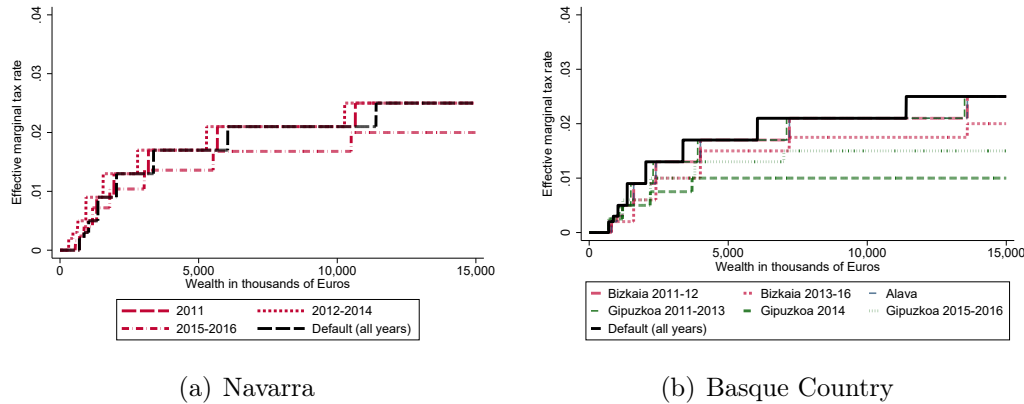 Effective marginal tax rate
.04
.03
.02
.01
0
0 5,000 10,000 15,000
Wealth in thousands of Euros
2011 2012-2014
2015-2016 Default (all years)
(a) Navarra
Effective marginal tax rate
.04
.03
.02
.01
0
0 5,000 10,000 15,000
Wealth in thousands of Euros
Bizkaia 2011-12 Bizkaia 2013-16 Alava
Gipuzkoa 2011-2013 Gipuzkoa 2014 Gipuzkoa 2015-2016
Default (all years)
(b) Basque Country